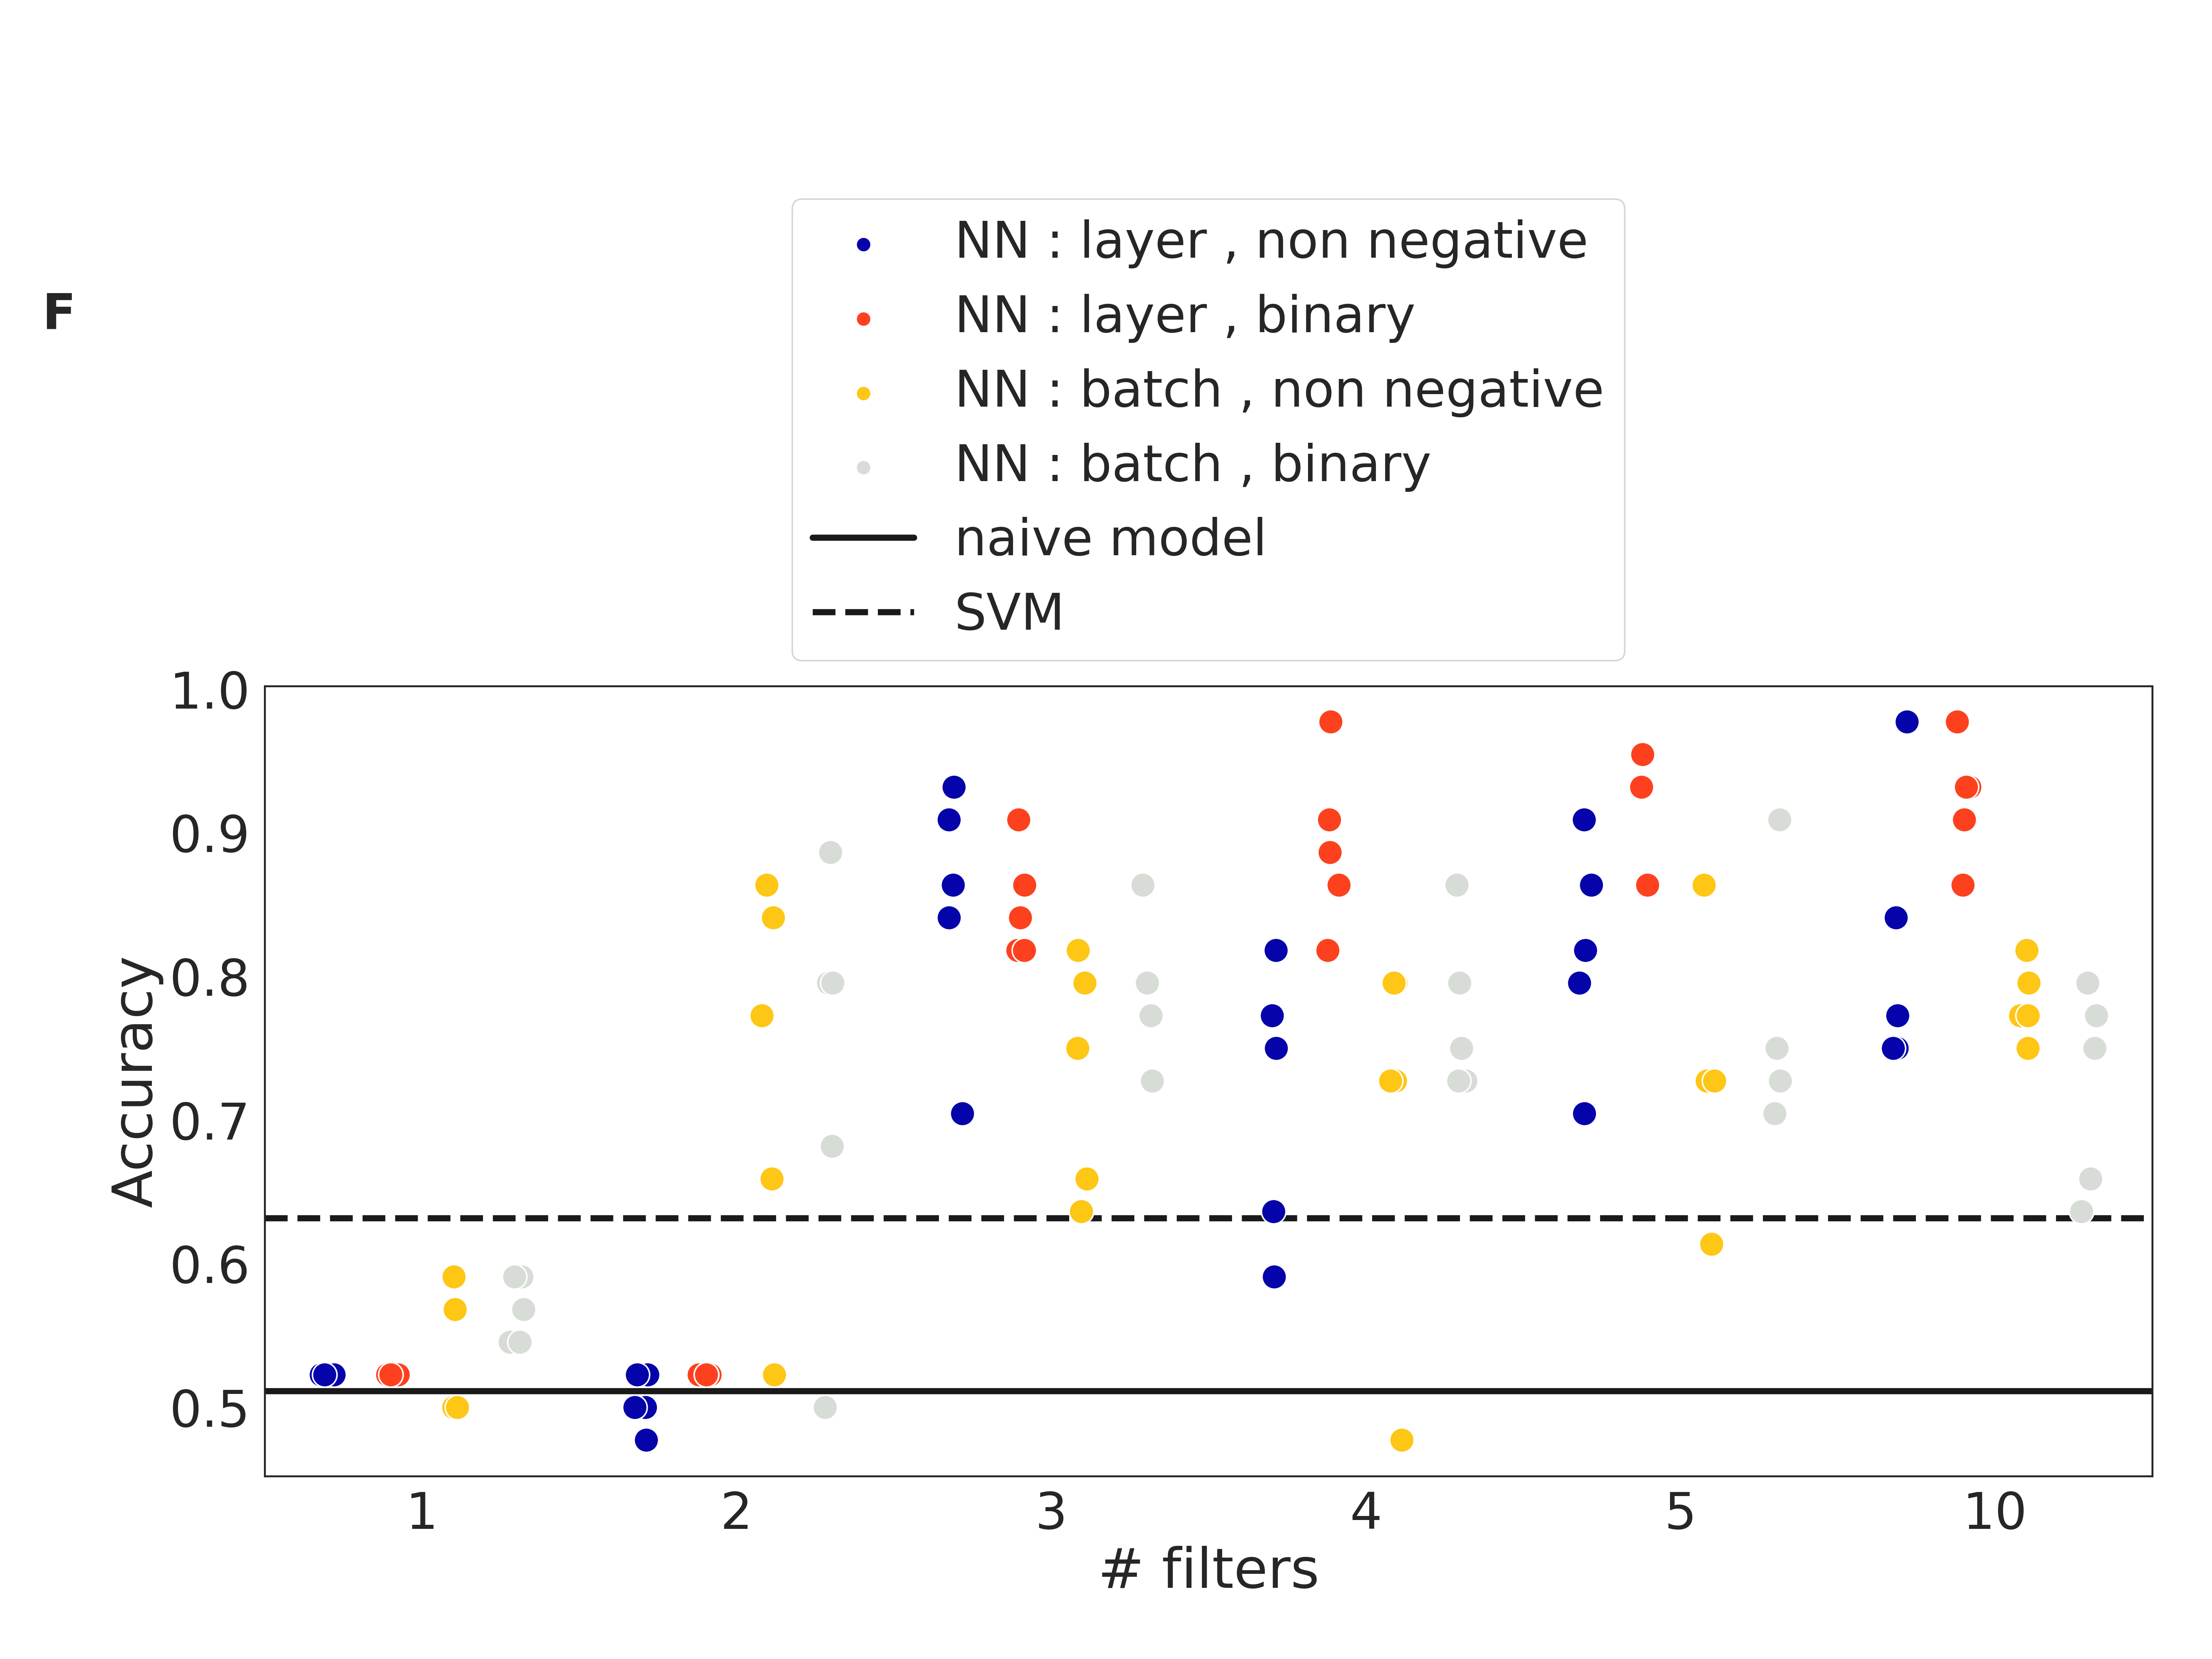 F
NN : layer , non negative
NN : layer , binary
NN : batch , non negative
NN : batch , binary
naive model
SVM
1.0
0.9
0.8
0.7
0.6
0.5
Accuracy
1 2 3 4 5 10
# filters